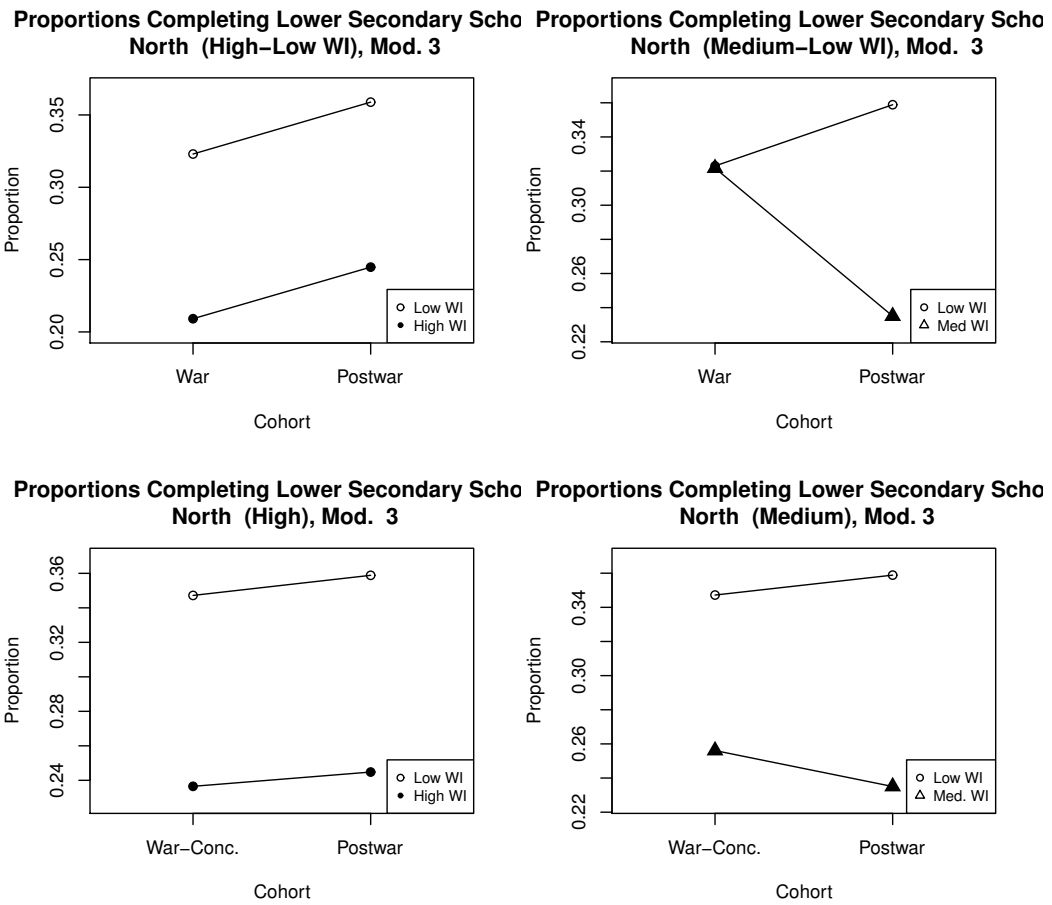 Proportions Completing Lower Secondary Scho
North  (High−Low WI), Mod. 3
Proportion
0.35
0.30
0.25
0.20
War
Postwar
Cohort
Low WI
High WI
Proportions Completing Lower Secondary Scho
North  (Medium−Low WI), Mod.  3
Proportion
0.34
0.30
0.26
0.22
War
Postwar
Cohort
Low WI
Med WI
Proportions Completing Lower Secondary Scho
North  (High), Mod.  3
Proportion
0.36
0.32
0.28
0.24
War−Conc.
Postwar
Cohort
Low WI
High WI
Proportions Completing Lower Secondary Scho
North  (Medium), Mod. 3
Proportion
0.34
0.30
0.26
0.22
War−Conc.
Postwar
Cohort
Low WI
Med. WI